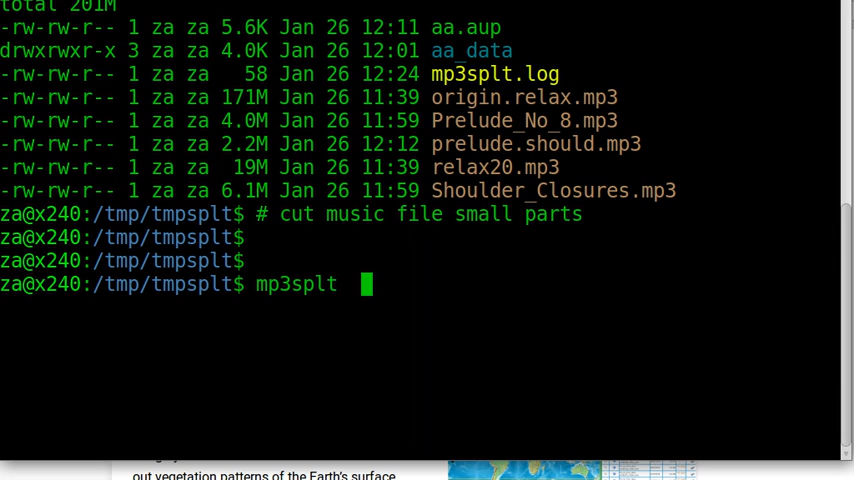 total 201M
-rw-rw-r-- 1 za za 5.6K Jan 26 12:11 aa.aup
drwxrwxr-x 3 za za 4.0K Jan 26 12:01 aa_data
-rw-rw-r-- 1 za za   58 Jan 26 12:24 mp3splt.log
-rw-rw-r-- 1 za za 171M Jan 26 11:39 origin.relax.mp3
-rw-rw-r-- 1 za za 4.0M Jan 26 11:59 Prelude_No_8.mp3
-rw-rw-r-- 1 za za 2.2M Jan 26 12:12 prelude.should.mp3
-rw-rw-r-- 1 za za  19M Jan 26 11:39 relax20.mp3
-rw-rw-r-- 1 za za 6.1M Jan 26 11:59 Shoulder_Closures.mp3
za@x240:/tmp/tmpsplt$ # cut music file small parts
za@x240:/tmp/tmpsplt$
za@x240:/tmp/tmpsplt$
za@x240:/tmp/tmpsplt$ mp3splt
out vegetation patterns of the Earth's surface